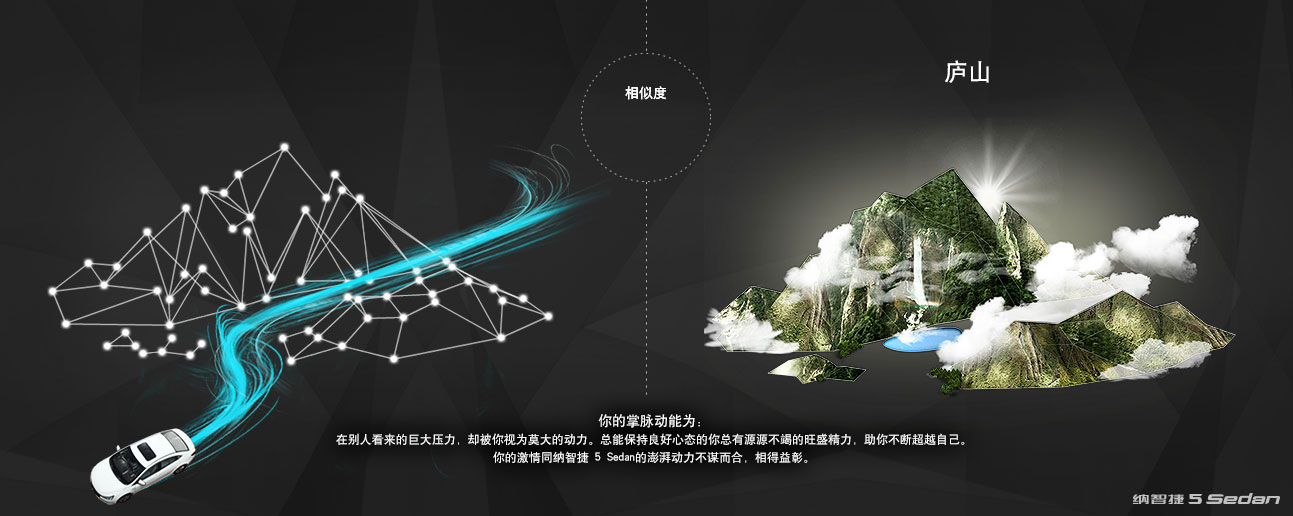 相似度
庐山
你的掌脉动能为：
在别人看来的巨大压力，却被你视为莫大的动力。总能保持良好心态的你总有源源不竭的旺盛精力，助你不断超越自己。
你的激情同纳智捷 5 Sedan的澎湃动力不谋而合，相得益彰。
纳智捷 5 Sedan